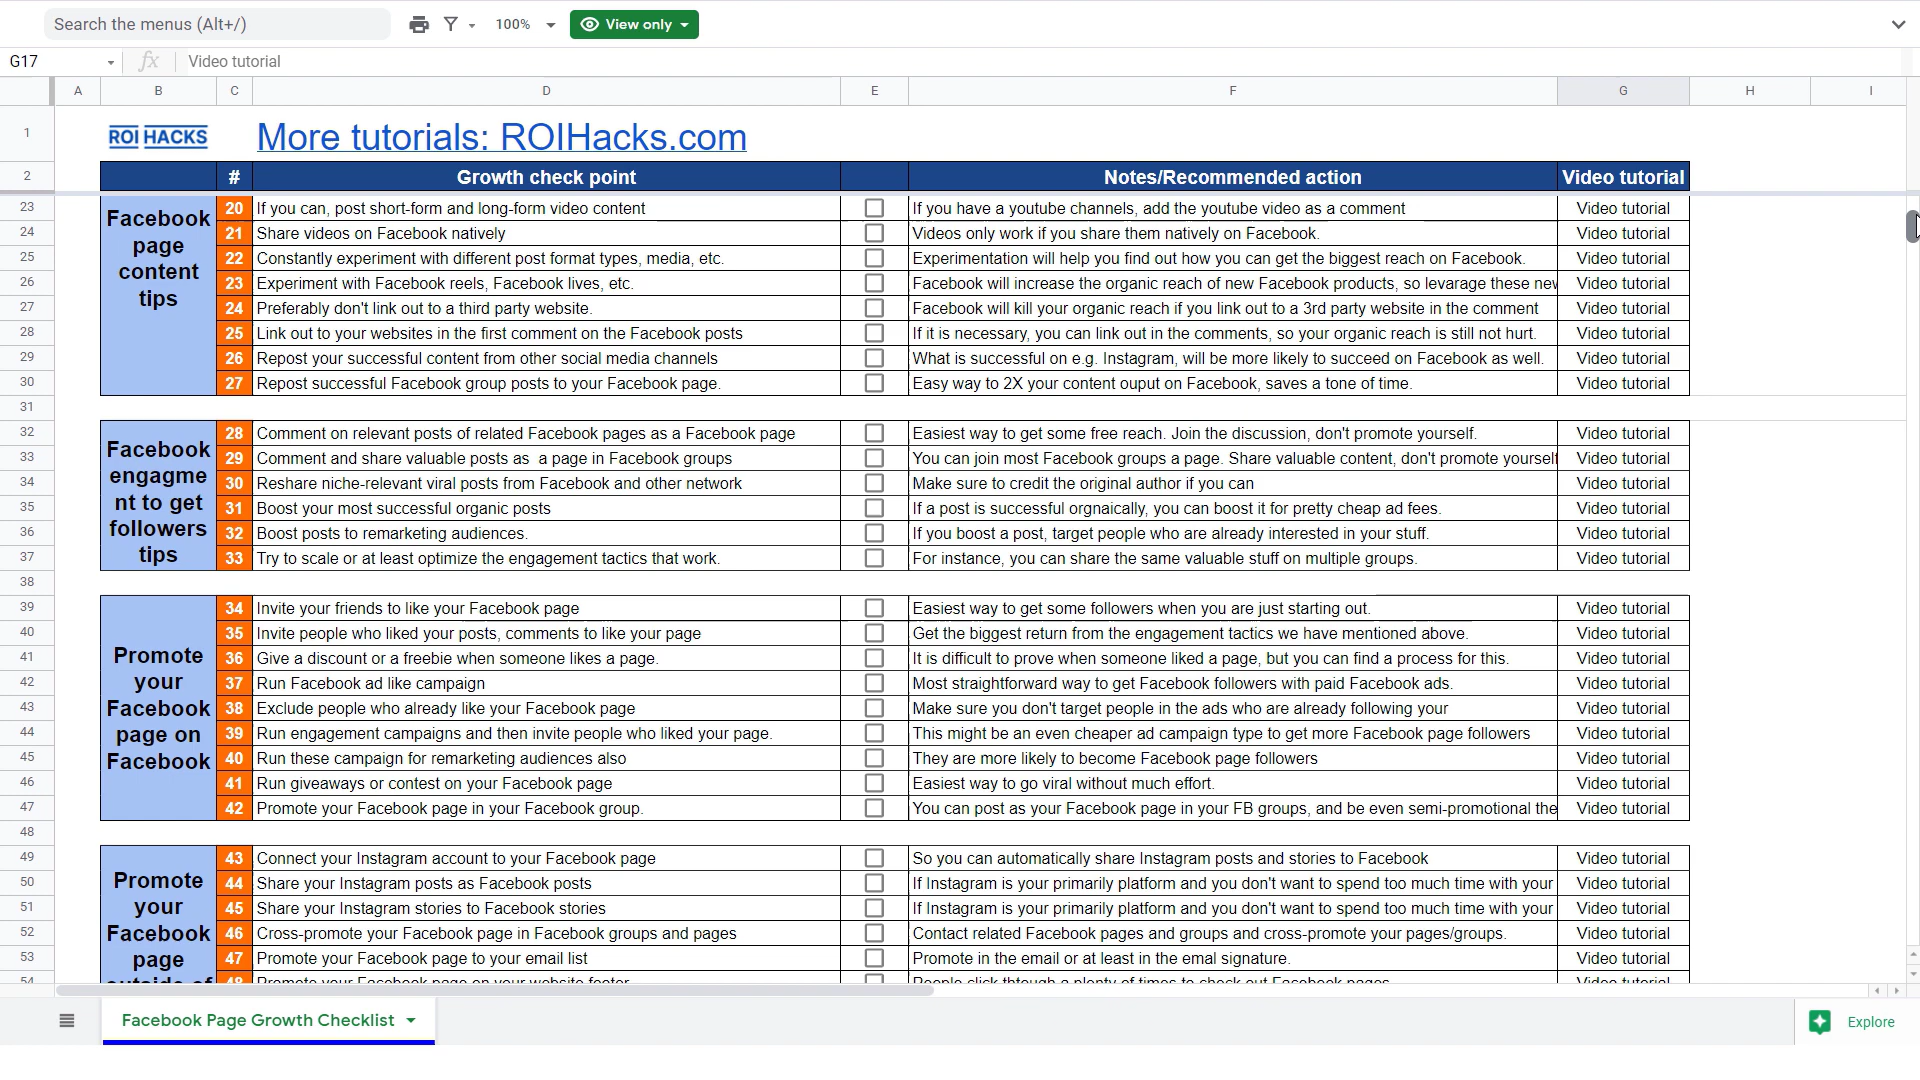 Search the menus (Alt+/) 100% View only
G17 fx Video tutorial
A B C D E F G H I
1 ROI HACKS More tutorials: ROIHacks.com
2 # Growth check point Notes/Recommended action Video tutorial
Facebook
page
content
tips
23 20 If you can, post short-form and long-form video content If you have a youtube channels, add the youtube video as a comment Video tutorial
24 21 Share videos on Facebook natively Videos only work if you share them natively on Facebook. Video tutorial
25 22 Constantly experiment with different post format types, media, etc. Experimentation will help you find out how you can get the biggest reach on Facebook. Video tutorial
26 23 Experiment with Facebook reels, Facebook lives, etc. Facebook will increase the organic reach of new Facebook products, so levarage these Video tutorial
27 24 Preferably don't link out to a third party website. Facebook will kill your organic reach if you link out to a 3rd party website in the comment Video tutorial
28 25 Link out to your websites in the first comment on the Facebook posts If it is necessary, you can link out in the comments, so your organic reach is still not hurt. Video tutorial
29 26 Repost your successful content from other social media channels What is successful on e.g. Instagram, will be more likely to succeed on Facebook as well. Video tutorial
30 27 Repost successful Facebook group posts to your Facebook page. Easy way to 2X your content ouput on Facebook, saves a tone of time. Video tutorial
31
Facebook
engagme
nt to get
followers
tips
32 28 Comment on relevant posts of related Facebook pages as a Facebook page Easiest way to get some free reach. Join the discussion, don't promote yourself. Video tutorial
33 29 Comment and share valuable posts as a page in Facebook groups You can join most Facebook groups a page. Share valuable content, don't promote yourself Video tutorial
34 30 Reshare niche-relevant viral posts from Facebook and other network Make sure to credit the original author if you can Video tutorial
35 31 Boost your most successful organic posts If a post is successful orgnaically, you can boost it for pretty cheap ad fees. Video tutorial
36 32 Boost posts to remarketing audiences. If you boost a post, target people who are already interested in your stuff. Video tutorial
37 33 Try to scale or at least optimize the engagement tactics that work. For instance, you can share the same valuable stuff on multiple groups. Video tutorial
38
Promote
your
Facebook
page on
Facebook
39 34 Invite your friends to like your Facebook page Easiest way to get some followers when you are just starting out. Video tutorial
40 35 Invite people who liked your posts, comments to like your page Get the biggest return from the engagement tactics we have mentioned above. Video tutorial
41 36 Give a discount or a freebie when someone likes a page. It is difficult to prove when someone liked a page, but you can find a process for this. Video tutorial
42 37 Run Facebook ad like campaign Most straightforward way to get Facebook followers with paid Facebook ads. Video tutorial
43 38 Exclude people who already like your Facebook page Make sure you don't target people in the ads who are already following your Video tutorial
44 39 Run engagement campaigns and then invite people who liked your page. This might be an even cheaper ad campaign type to get more Facebook page followers Video tutorial
45 40 Run these campaign for remarketing audiences also They are more likely to become Facebook page followers Video tutorial
46 41 Run giveaways or contest on your Facebook page Easiest way to go viral without much effort. Video tutorial
47 42 Promote your Facebook page in your Facebook group. You can post as your Facebook page in your FB groups, and be even semi-promotional Video tutorial
48
Promote
your
Facebook
page
outside of
49 43 Connect your Instagram account to your Facebook page So you can automatically share Instagram posts and stories to Facebook Video tutorial
50 44 Share your Instagram posts as Facebook posts If Instagram is your primarily platform and you don't want to spend too much time with your Video tutorial
51 45 Share your Instagram stories to Facebook stories If Instagram is your primarily platform and you don't want to spend too much time with your Video tutorial
52 46 Cross-promote your Facebook page in Facebook groups and pages Contact related Facebook pages and groups and cross-promote your pages/groups. Video tutorial
53 47 Promote your Facebook page to your email list Promote in the email or at least in the emal signature. Video tutorial
54 48 Promote your Facebook page on your website footer People click through a plenty of times to check out Facebook pages Video tutorial
Facebook Page Growth Checklist Explore